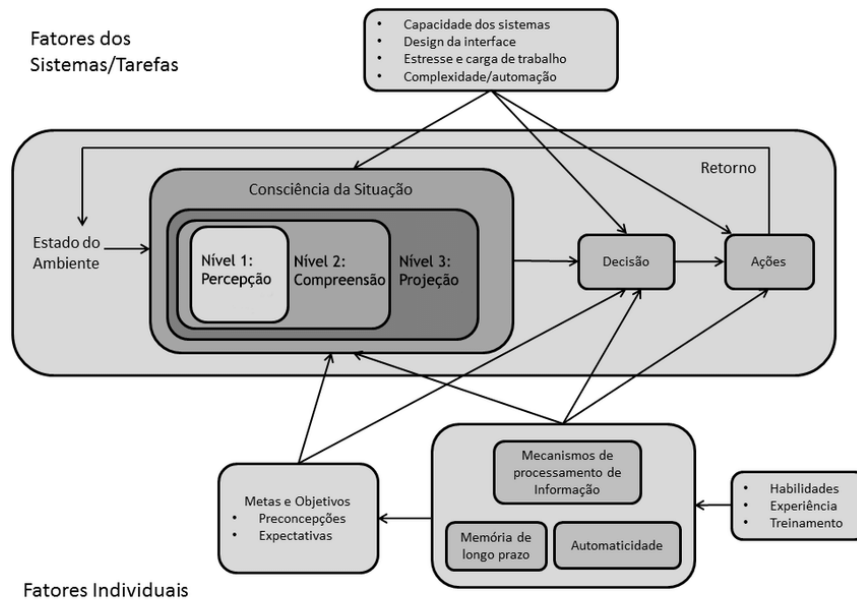 Fatores dos
Sistemas/Tarefas
• Capacidade dos sistemas
• Design da interface
• Estresse e carga de trabalho
• Complexidade/automação
Retorno
Consciência da Situação
Estado do
Ambiente
Nível 1:
Percepção
Nível 2:
Compreensão
Nível 3:
Projeção
Decisão
Ações
Metas e Objetivos
• Preconcepções
• Expectativas
Mecanismos de
processamento de
Informação
Memória de
longo prazo
Automaticidade
• Habilidades
• Experiência
• Treinamento
Fatores Individuais